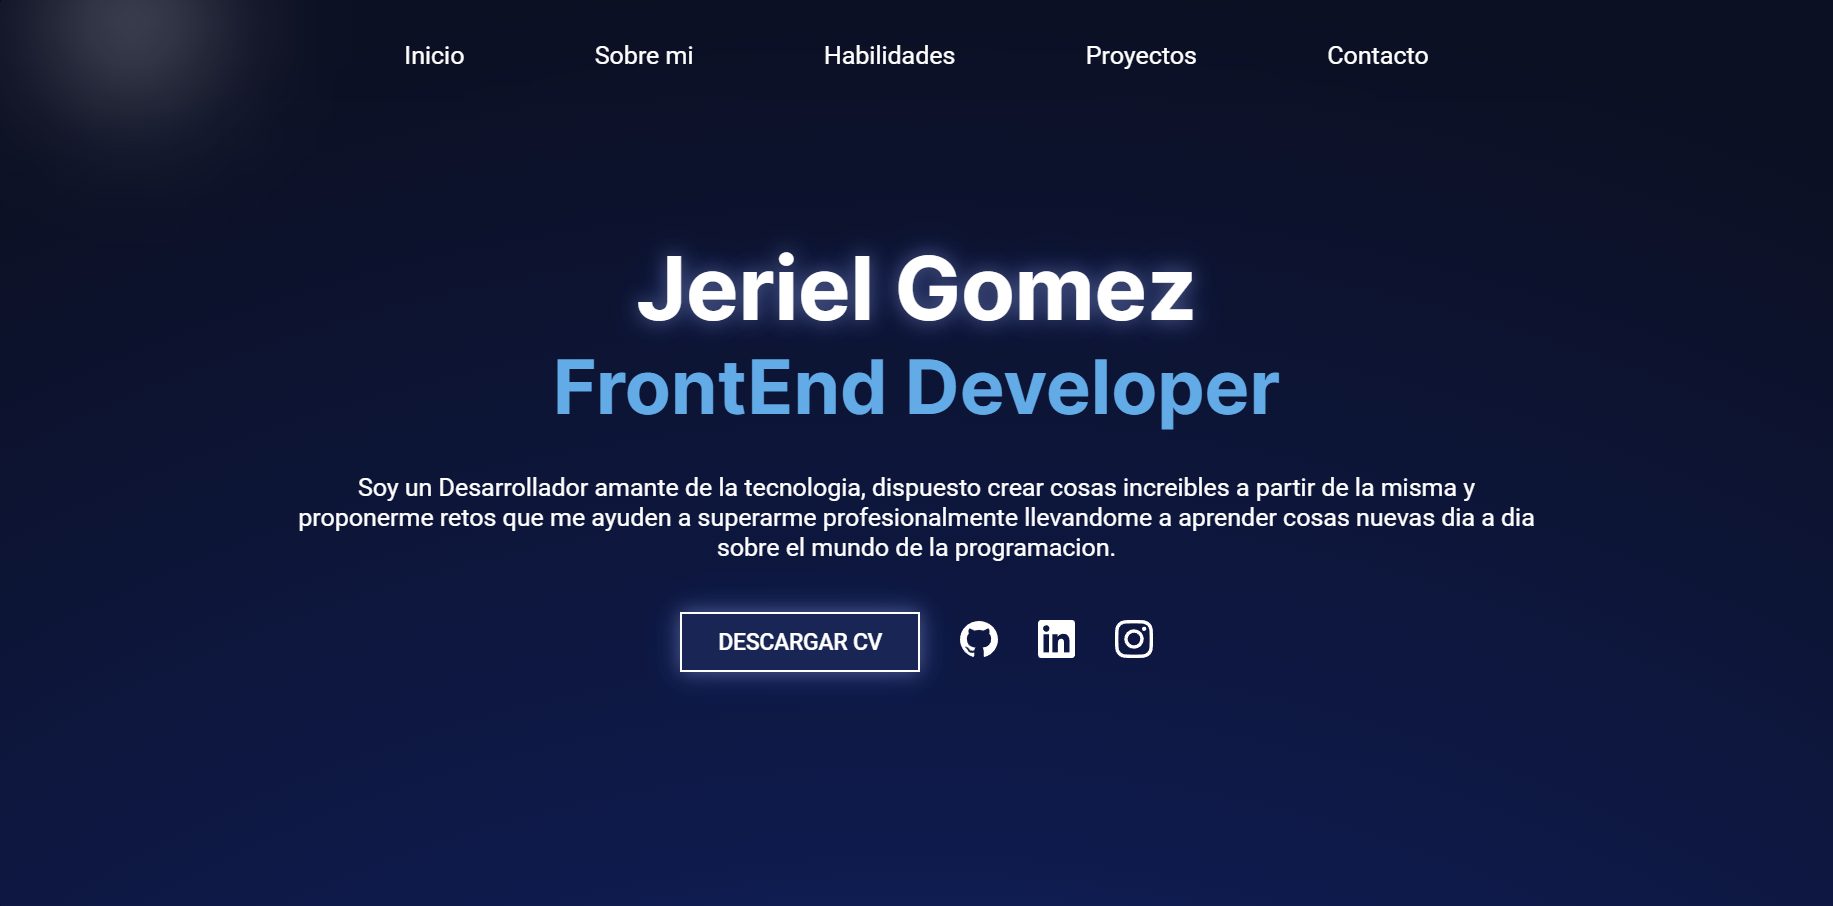 Inicio Sobre mi Habilidades Proyectos Contacto
Jeriel Gomez
FrontEnd Developer
Soy un Desarrollador amante de la tecnologia, dispuesto crear cosas increibles a partir de la misma y
proponerme retos que me ayuden a superarme profesionalmente llevandome a aprender cosas nuevas dia a dia
sobre el mundo de la programacion.
DESCARGAR CV
in